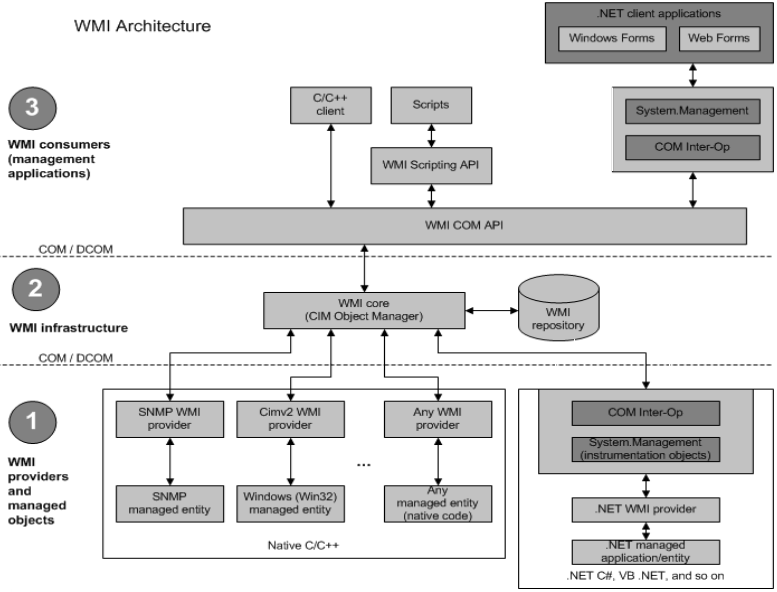 WMI Architecture
.NET client applications
Windows Forms
Web Forms
3
WMI consumers
(management
applications)
C/C++
client
Scripts
WMI Scripting API
System.Management
COM Inter-Op
WMI COM API
COM / DCOM
2
WMI infrastructure
WMI core
(CIM Object Manager)
WMI
repository
COM / DCOM
1
WMI
providers
and
managed
objects
SNMP WMI
provider
Cimv2 WMI
provider
Any WMI
provider
...
SNMP
managed entity
Windows (Win32)
managed entity
Any
managed entity
(native code)
Native C/C++
COM Inter-Op
System.Management
(instrumentation objects)
.NET WMI provider
.NET managed
application/entity
.NET C#, VB .NET, and so on